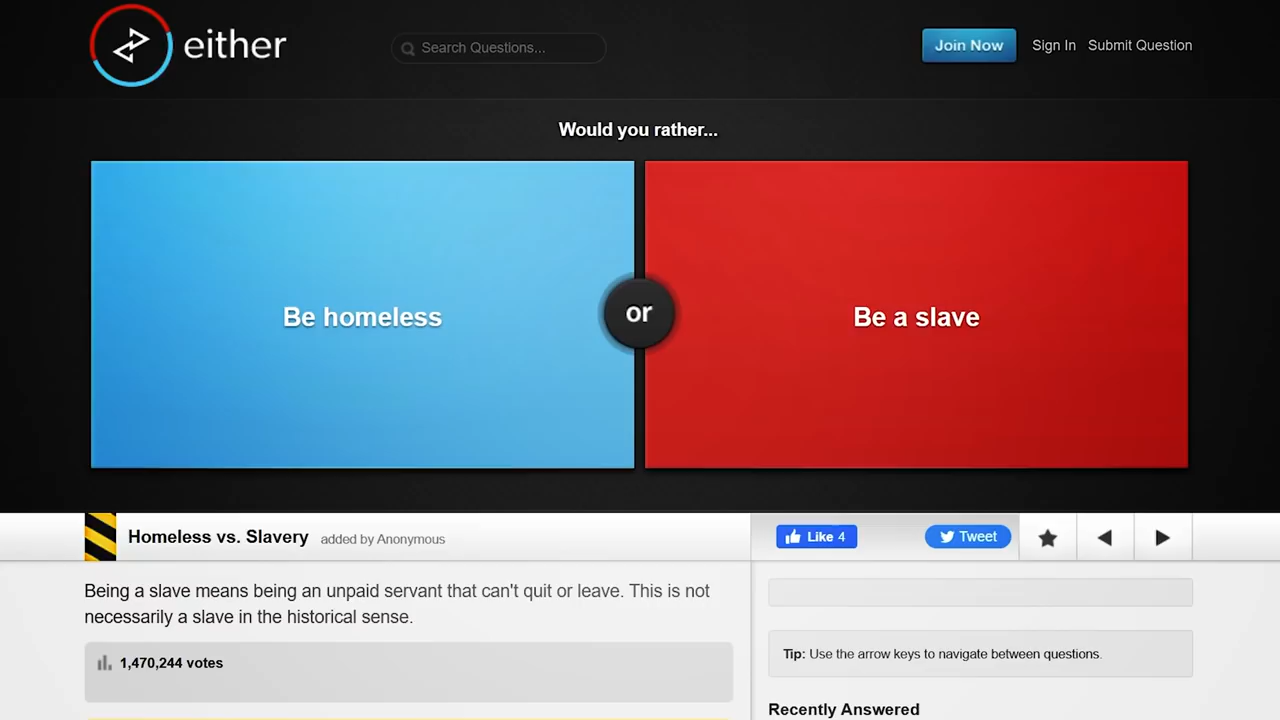 either
Search Questions...
Join Now
Sign In
Submit Question
Would you rather...
Be homeless
or
Be a slave
Homeless vs. Slavery added by Anonymous
Like 4
Tweet
Being a slave means being an unpaid servant that can't quit or leave. This is not
necessarily a slave in the historical sense.
1,470,244 votes
Tip: Use the arrow keys to navigate between questions.
Recently Answered